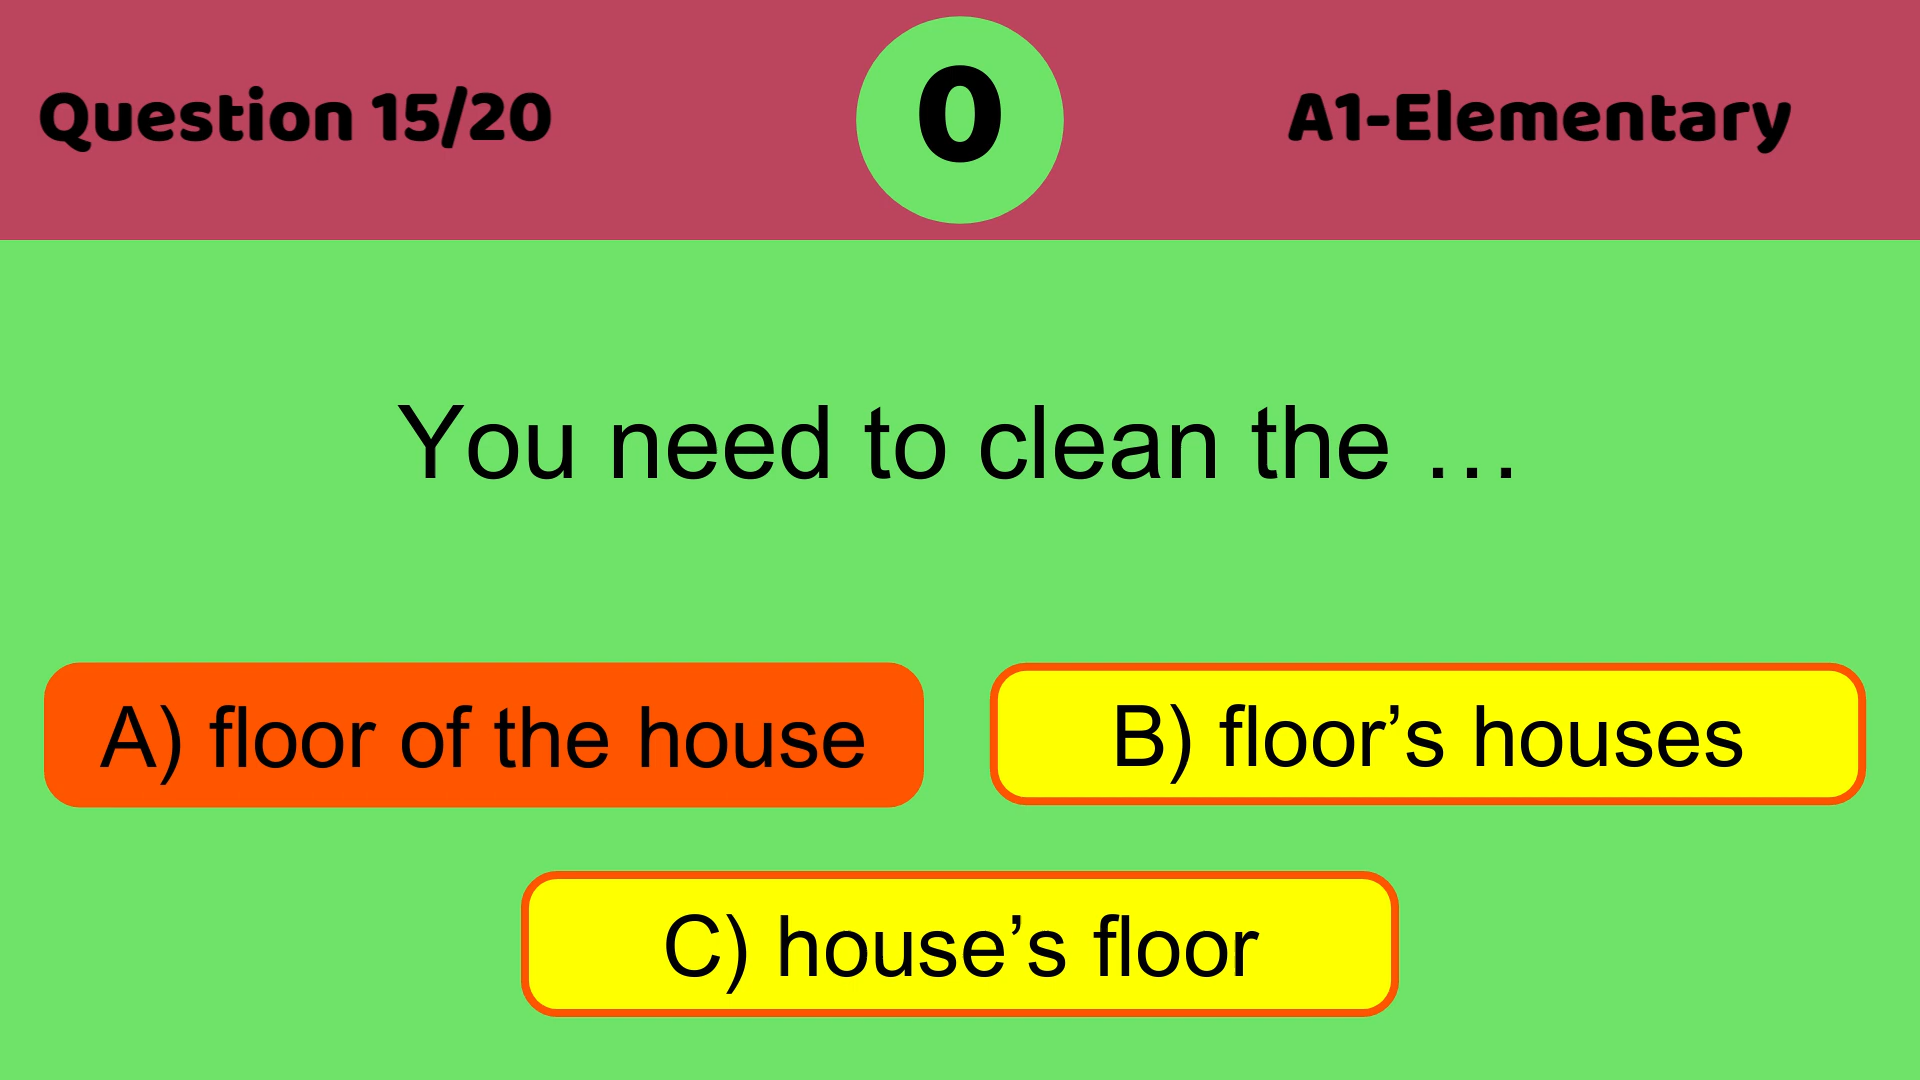 Question 15/20
0
A1-Elementary
You need to clean the …
A) floor of the house
B) floor’s houses
C) house’s floor